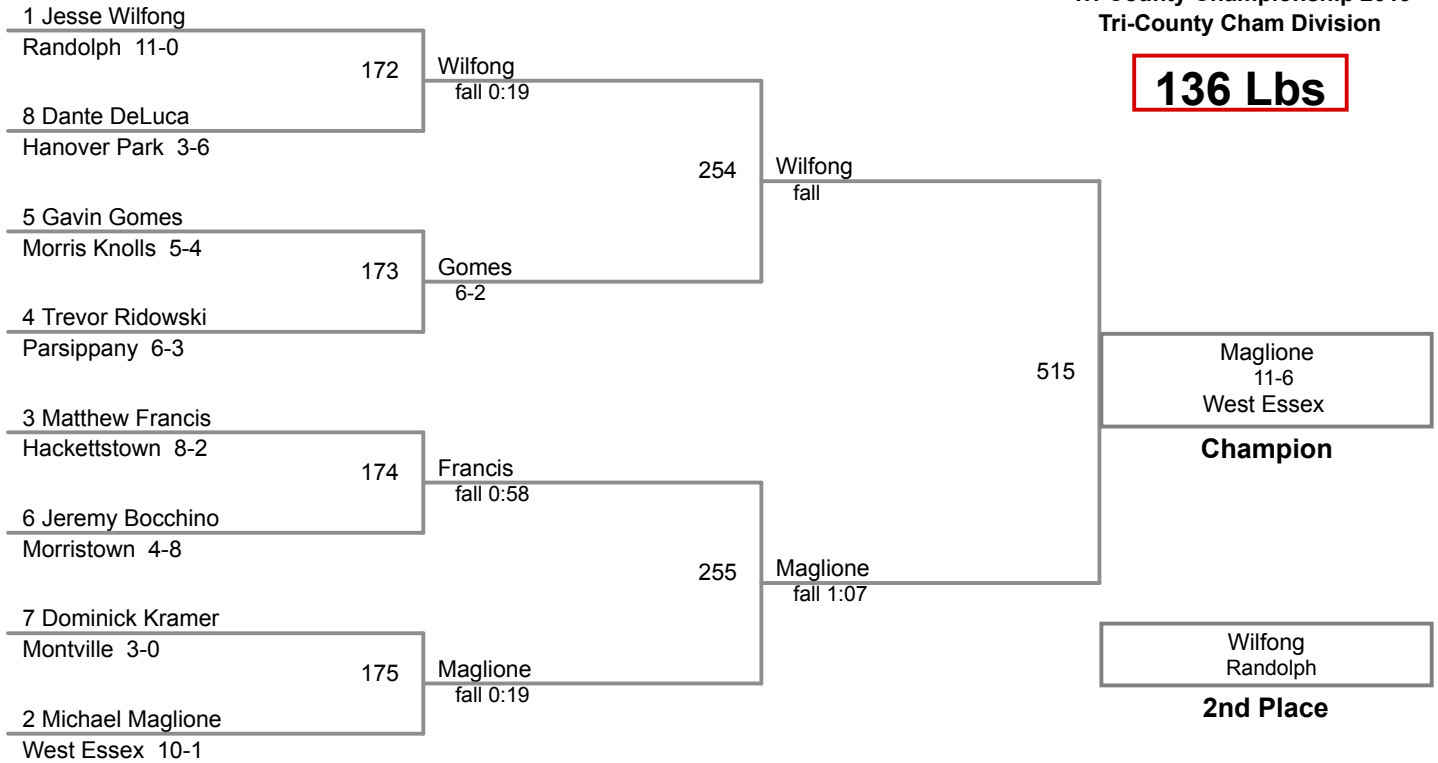 Tri-County Cham Division
136 Lbs
1 Jesse Wilfong
Randolph 11-0
172
8 Dante DeLuca
Hanover Park 3-6
5 Gavin Gomes
Morris Knolls 5-4
173
4 Trevor Ridowski
Parsippany 6-3
3 Matthew Francis
Hackettstown 8-2
174
6 Jeremy Bocchino
Morristown 4-8
7 Dominick Kramer
Montville 3-0
175
2 Michael Maglione
West Essex 10-1
Wilfong
fall 0:19
254
Gomes
6-2
Francis
fall 0:58
255
Maglione
fall 0:19
Wilfong
fall
515
Maglione
fall 1:07
Maglione
11-6
West Essex
Champion
Wilfong
Randolph
2nd Place